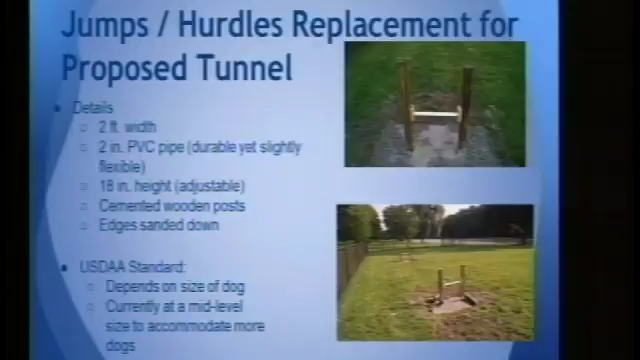 Jumps / Hurdles Replacement for
Proposed Tunnel
Details
2 ft. width
2 in. PVC pipe (durable yet slightly
flexible)
18 in. height (adjustable)
Cemented wooden posts
Edges sanded down
USDAA Standard:
Depends on size of dog
Currently at a mid-level
size to accommodate more
dogs